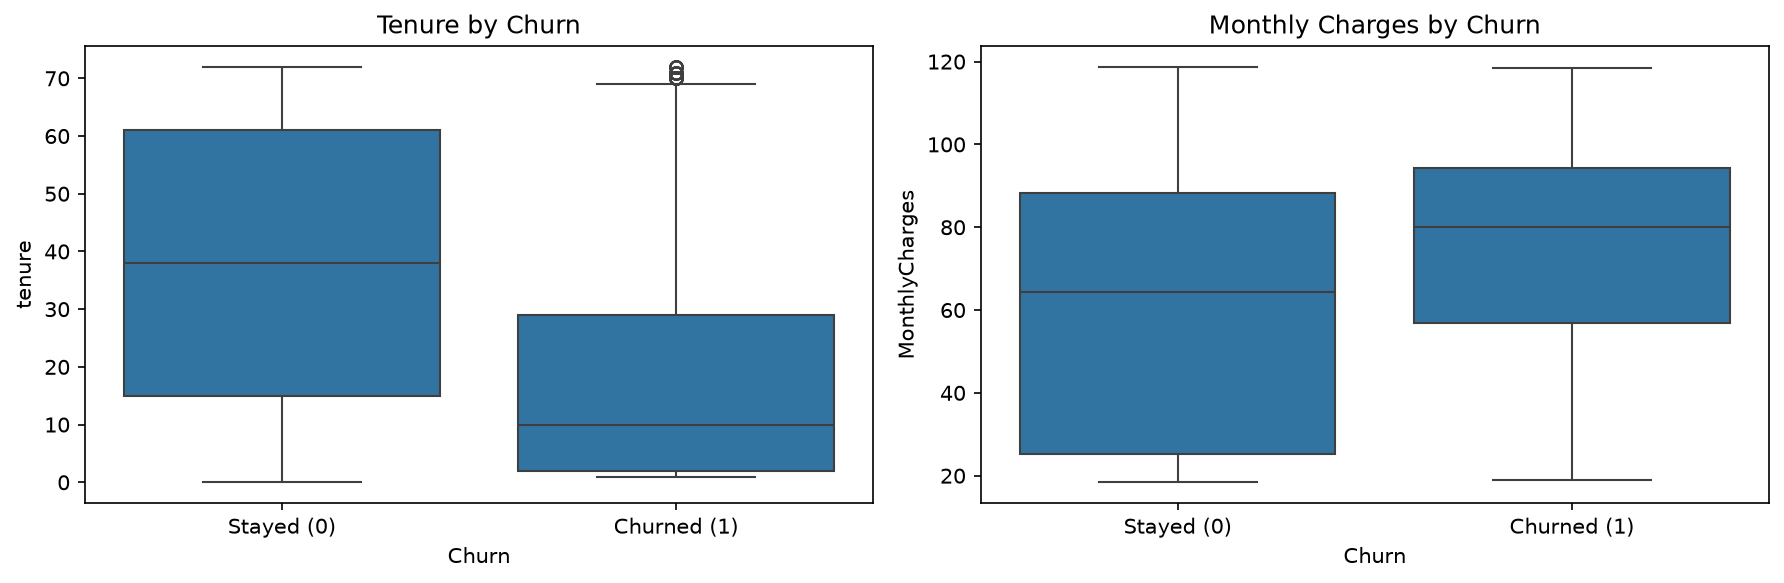 Tenure by Churn
tenure
70
60
50
40
30
20
10
0
Stayed (0)
Churned (1)
Churn
Monthly Charges by Churn
MonthlyCharges
120
100
80
60
40
20
Stayed (0)
Churned (1)
Churn